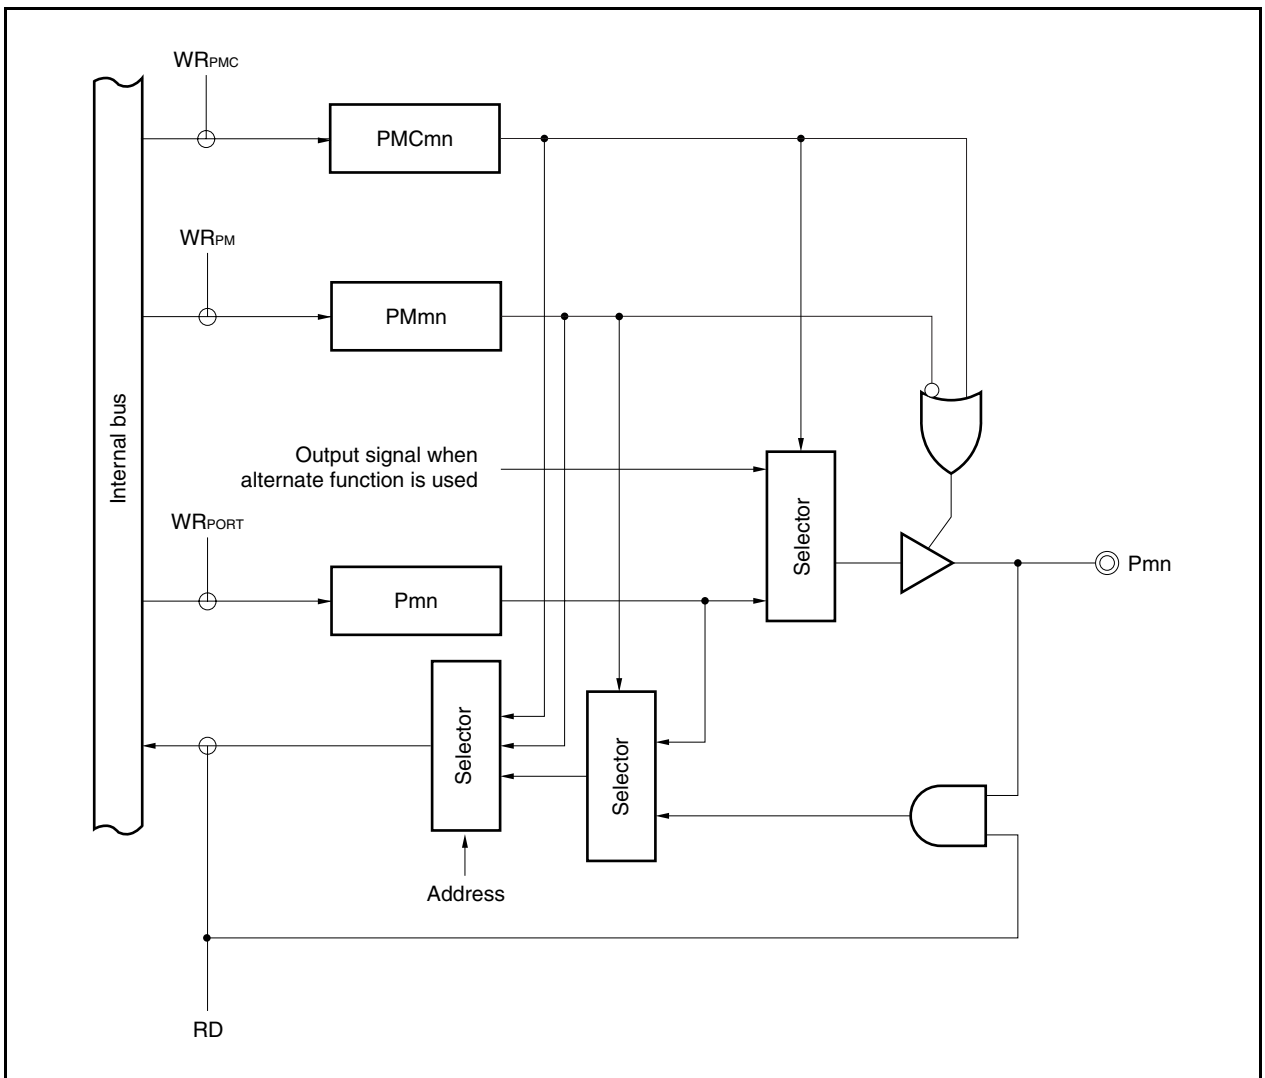 WRPMC
PMCmn
WRPM
PMmn
Internal bus
Output signal when
alternate function is used
Selector
WRPORT
Pmn
Pmn
Selector
Selector
Address
RD